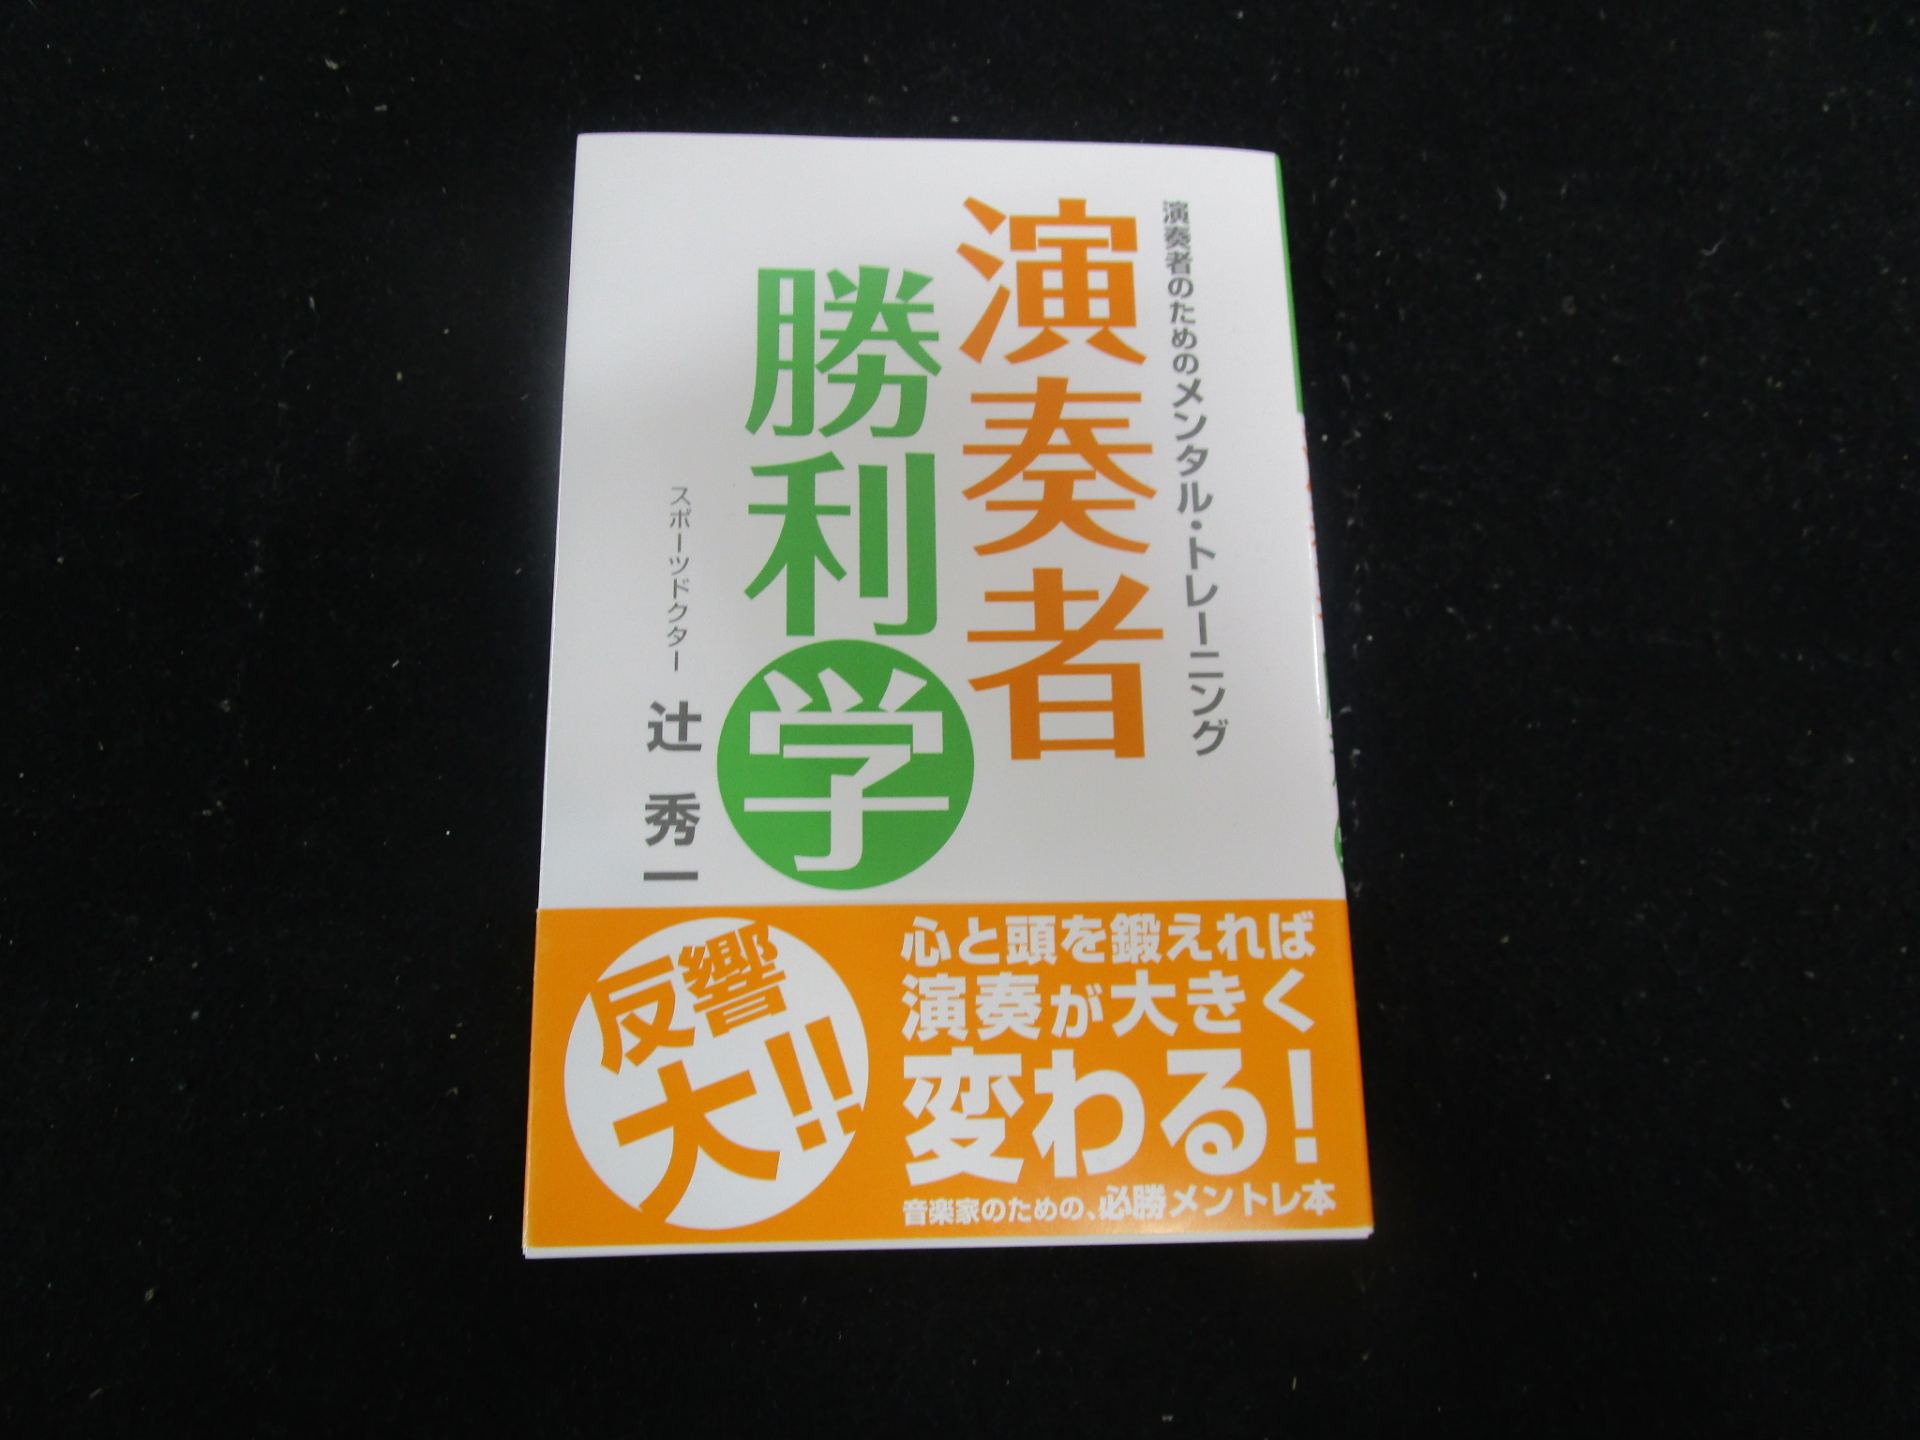 演奏者のためのメンタル・トレーニング
演奏者
勝利学
スポーツドクター
辻 秀一
反響
大!!
心と頭を鍛えれば
演奏が大きく
変わる!
音楽家のための、必勝メントレ本